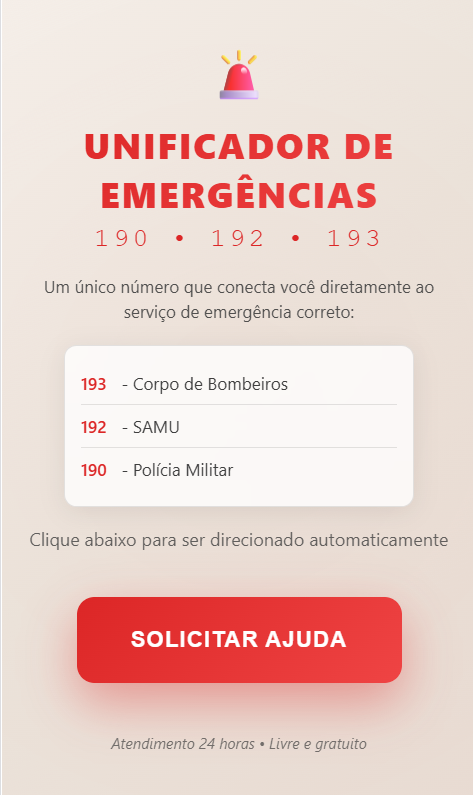 UNIFICADOR DE
EMERGÊNCIAS
190 • 192 • 193
Um único número que conecta você diretamente ao
serviço de emergência correto:
193 - Corpo de Bombeiros
192 - SAMU
190 - Polícia Militar
Clique abaixo para ser direcionado automaticamente
SOLICITAR AJUDA
Atendimento 24 horas • Livre e gratuito